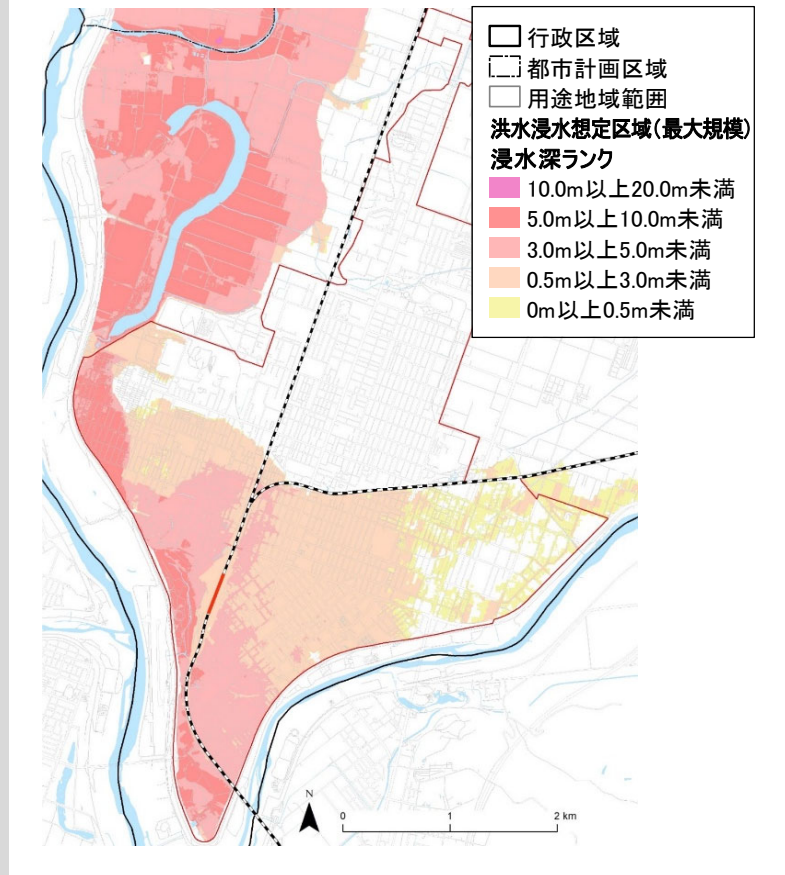 行政区域
都市計画区域
用途地域範囲
洪水浸水想定区域(最大規模)
浸水深ランク
10.0m以上20.0m未満
5.0m以上10.0m未満
3.0m以上5.0m未満
0.5m以上3.0m未満
0m以上0.5m未満
N
0 1 2 km